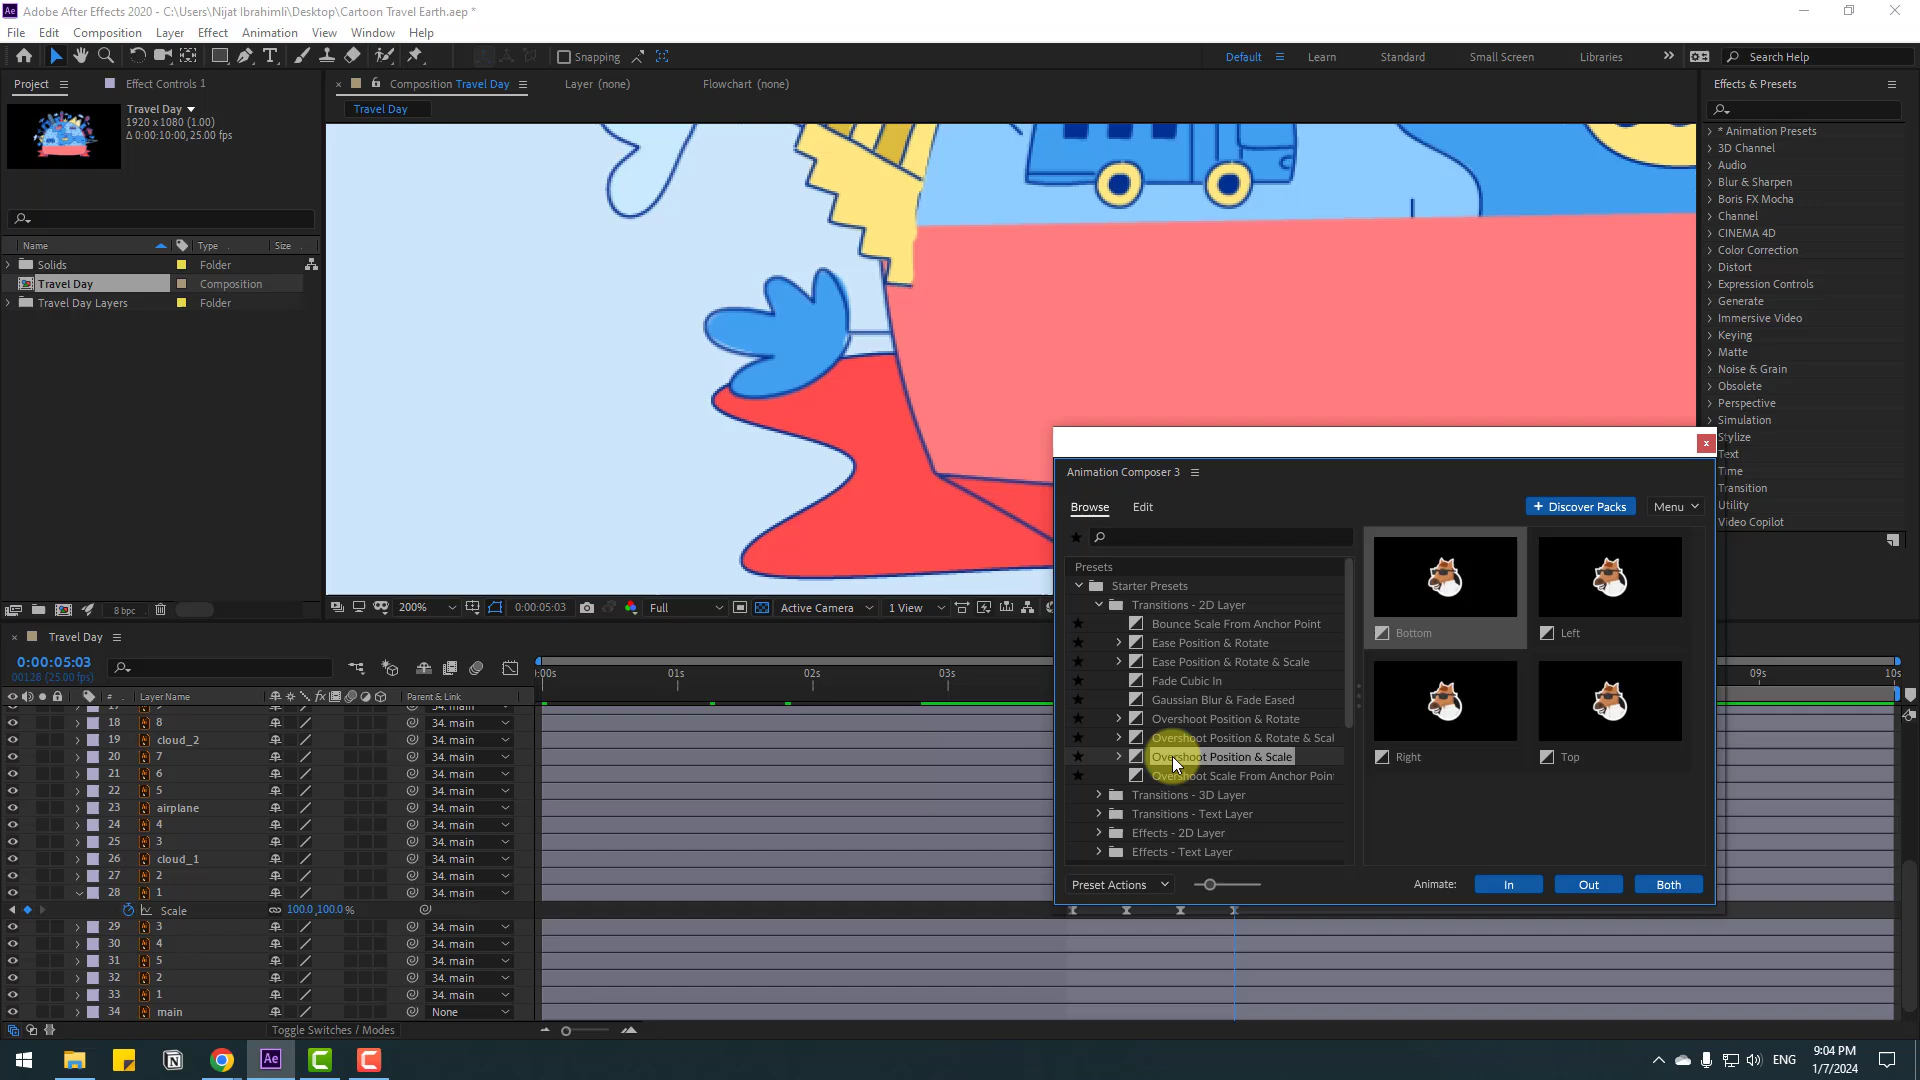 Adobe After Effects 2020 - C:\Users\Nijat Ibrahimli\Desktop\Cartoon Travel Earth.aep *
File Edit Composition Layer Effect Animation View Window Help
Snapping Default Learn Standard Small Screen Libraries Search Help
Project Effect Controls 1 Composition Travel Day Layer (none) Flowchart (none) Effects & Presets
Travel Day
Travel Day
1920 x 1080 (1.00)
Δ 0:00:10:00, 25.00 fps
Name Type Size
Solids Folder
Travel Day Composition
Travel Day Layers Folder
* Animation Presets
3D Channel
Audio
Blur & Sharpen
Boris FX Mocha
Channel
CINEMA 4D
Color Correction
Distort
Expression Controls
Generate
Immersive Video
Keying
Matte
Noise & Grain
Obsolete
Perspective
Simulation
Stylize
Text
Time
Transition
Utility
Video Copilot
Animation Composer 3
Browse Edit + Discover Packs Menu
Presets
Starter Presets
Transitions - 2D Layer
Bounce Scale From Anchor Point
Ease Position & Rotate
Ease Position & Rotate & Scale
Fade Cubic In
Gaussian Blur & Fade Eased
Overshoot Position & Rotate
Overshoot Position & Rotate & Scal
Overshoot Position & Scale
Overshoot Scale From Anchor Poin
Transitions - 3D Layer
Transitions - Text Layer
Effects - 2D Layer
Effects - Text Layer
Bottom Left
Right Top
Preset Actions Animate: In Out Both
8 bpc 200% 0:00:05:03 Full Active Camera 1 View
Travel Day
0:00:05:03
00128 (25.00 fps)
:00s 01s 02s 03s 09s 10s
# Layer Name Parent & Link
18 8 34. main
19 cloud_2 34. main
20 7 34. main
21 6 34. main
22 5 34. main
23 airplane 34. main
24 4 34. main
25 3 34. main
26 cloud_1 34. main
27 2 34. main
28 1 34. main
Scale 100.0,100.0%
29 3 34. main
30 4 34. main
31 5 34. main
32 2 34. main
33 1 34. main
34 main None
Toggle Switches / Modes
ENG
9:04 PM
1/7/2024